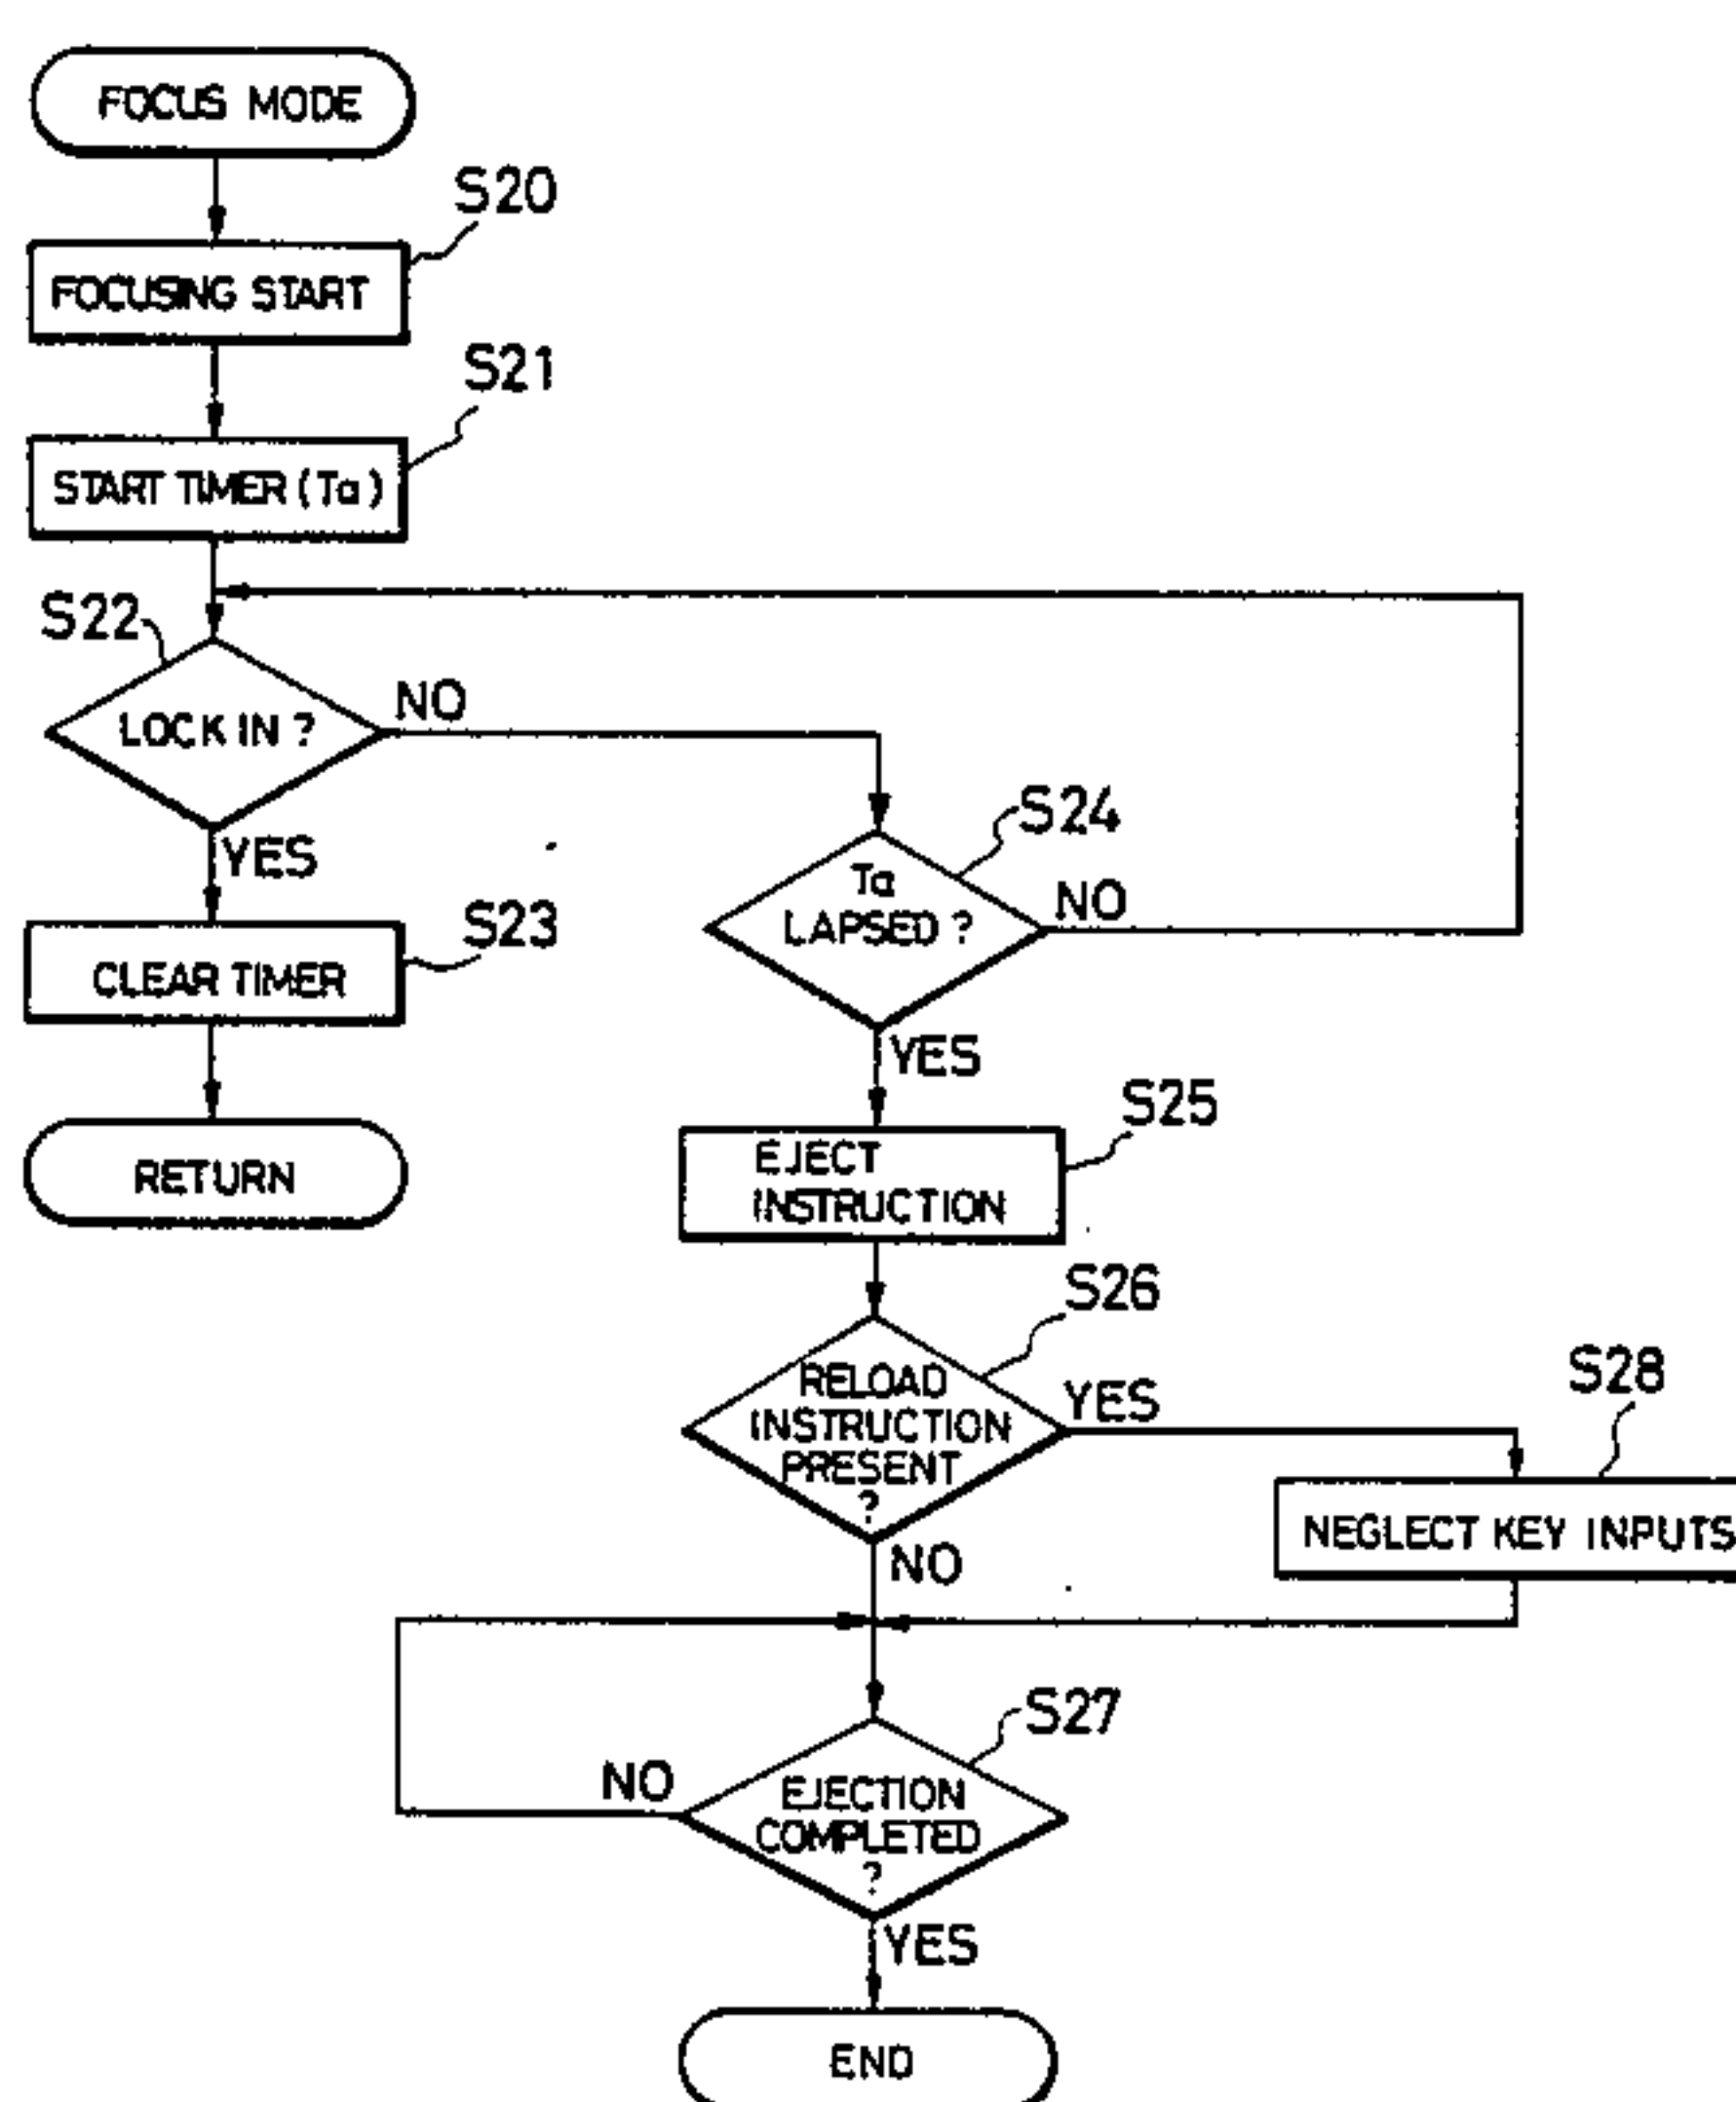 FOCUS MODE
S20
FOCUSING START
S21
START TIMER (Ta)
S22
LOCK IN ?
NO
YES
S24
Ta
LAPSED ?
NO
S23
CLEAR TIMER
YES
RETURN
S25
EJECT
INSTRUCTION
S26
RELOAD
INSTRUCTION
PRESENT
?
YES
S28
NEGLECT KEY INPUTS
NO
S27
NO
EJECTION
COMPLETED
?
YES
END